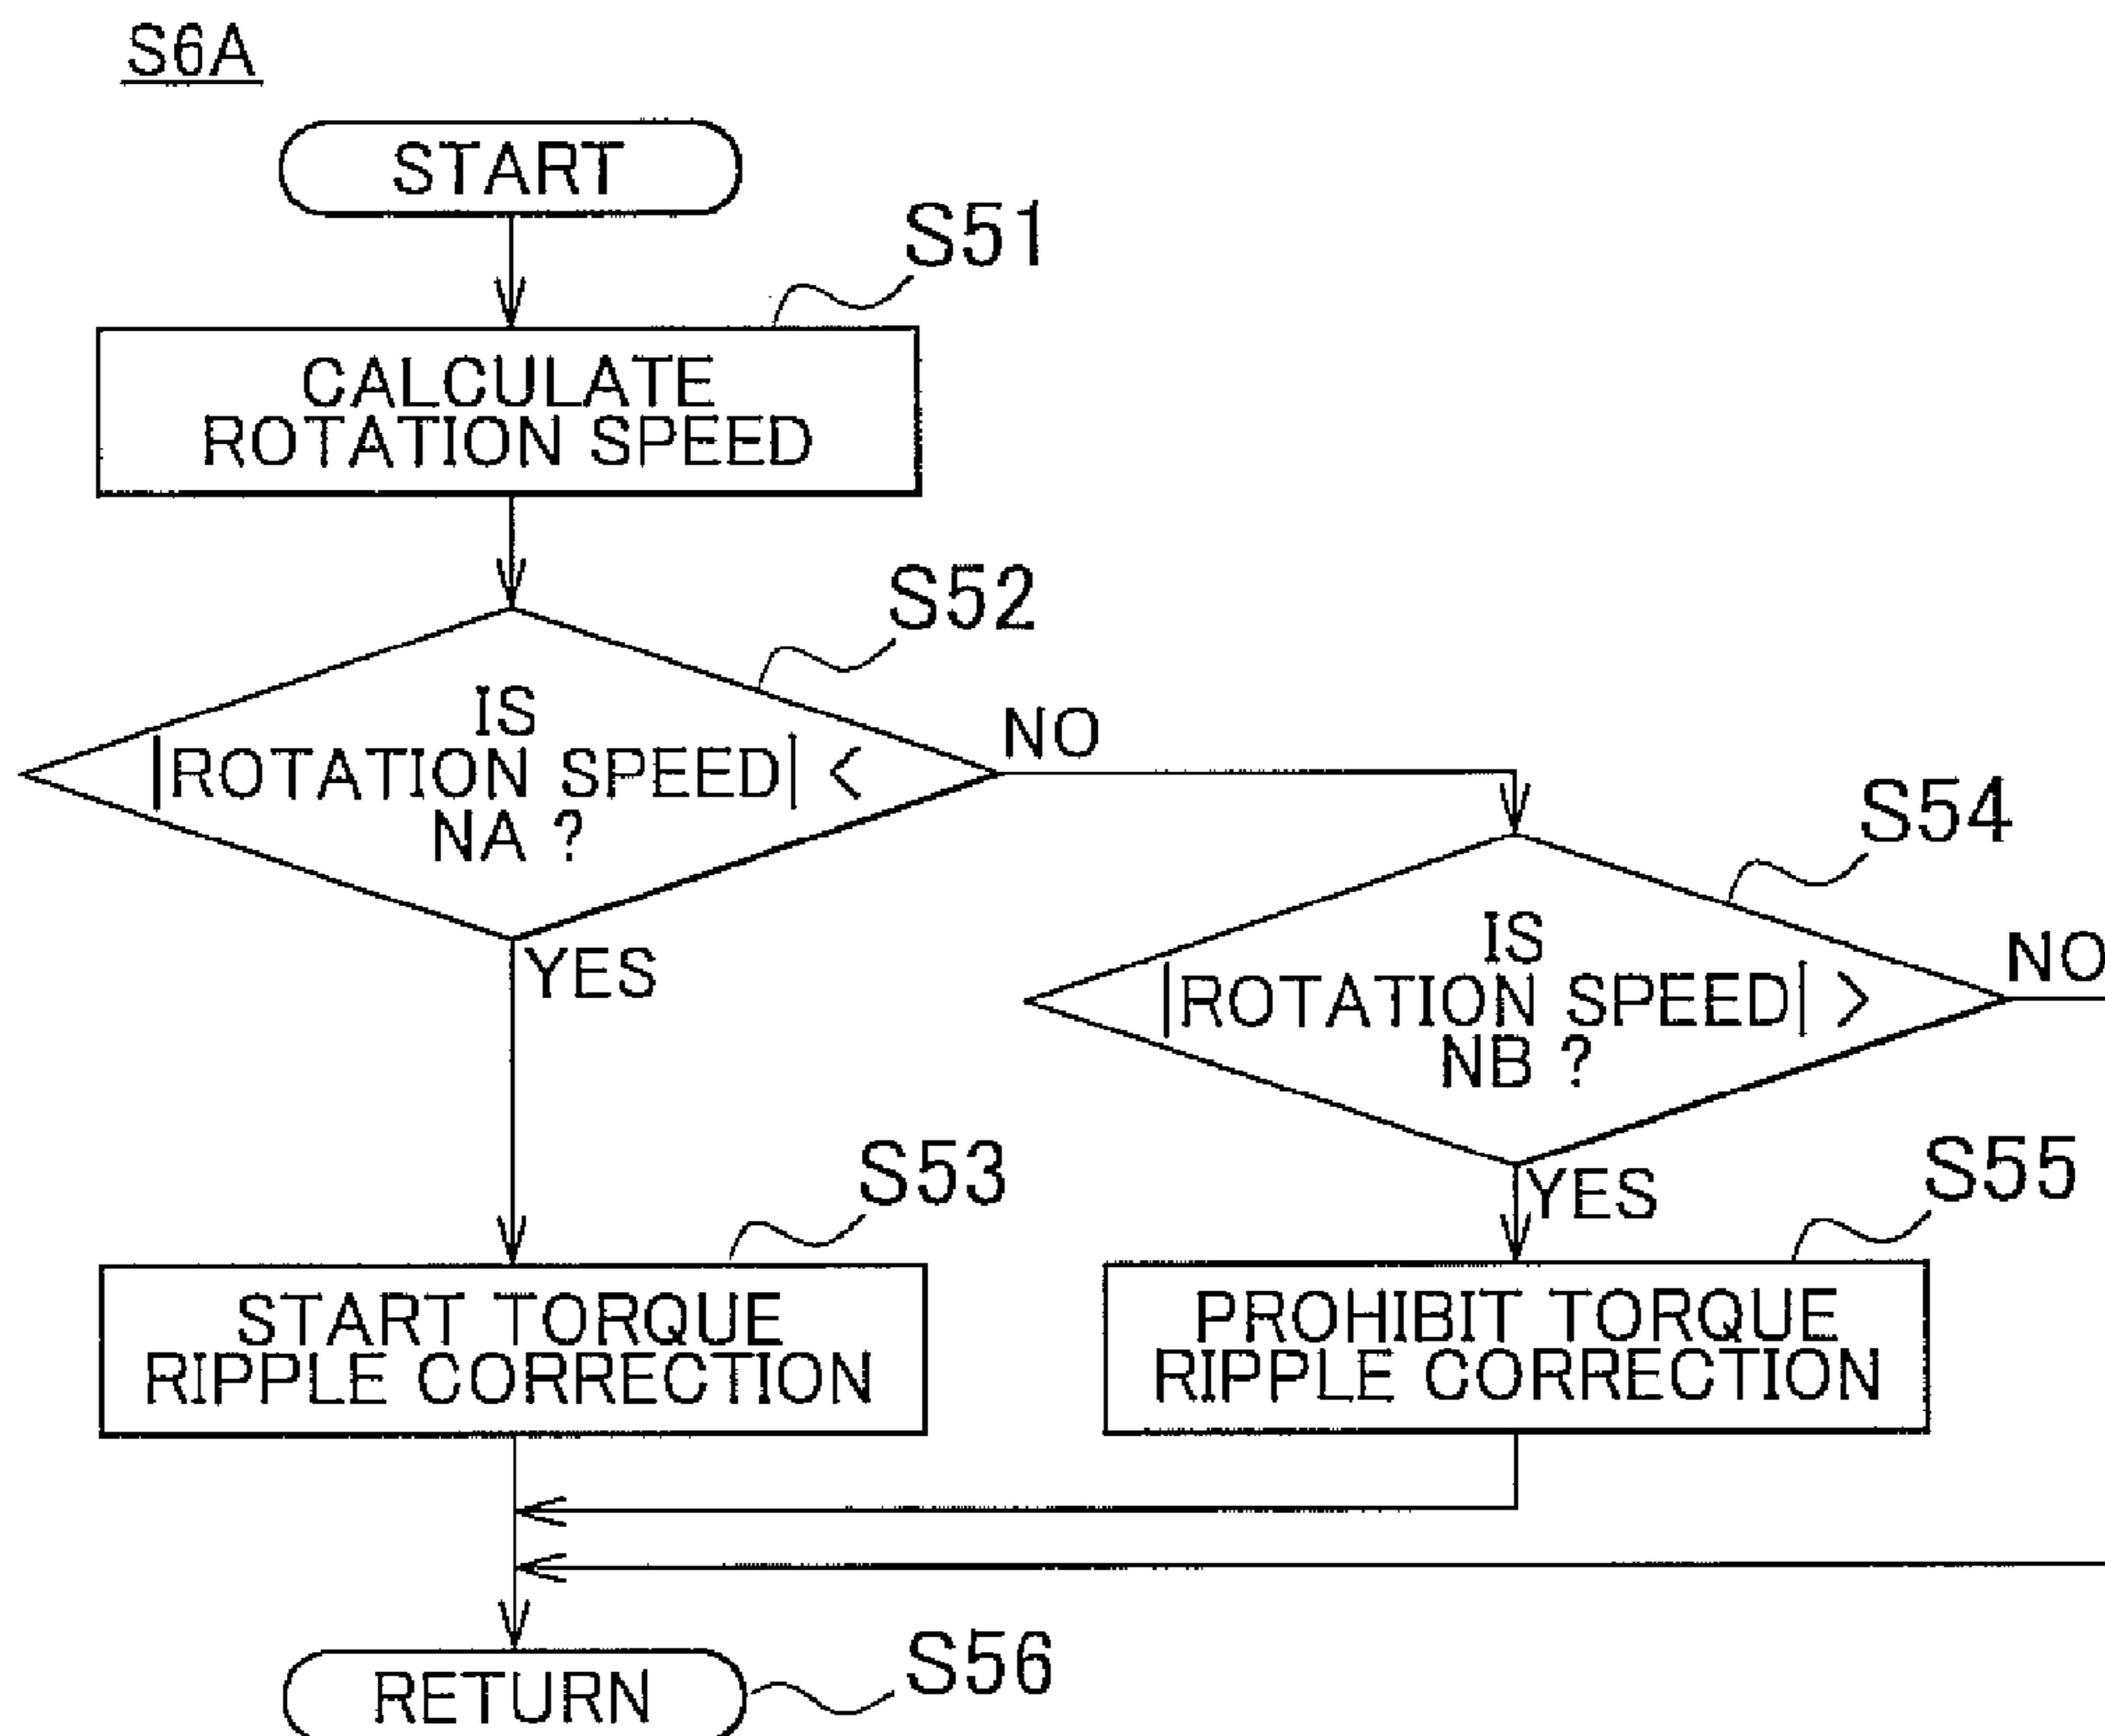 S6A
START
S51
CALCULATE
ROTATION SPEED
S52
IS
|ROTATION SPEED| <
NA ?
NO
YES
S54
IS
|ROTATION SPEED| >
NB ?
NO
YES
S53
START TORQUE
RIPPLE CORRECTION
S55
PROHIBIT TORQUE
RIPPLE CORRECTION
RETURN
S56